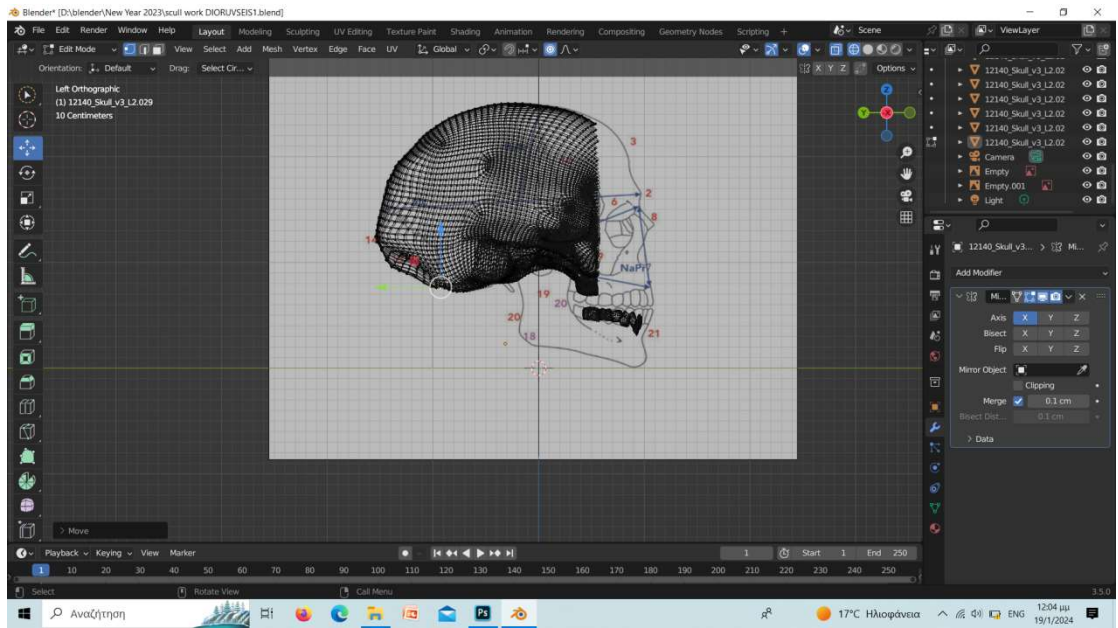 Blender* [D:\blender\New Year 2023\scull work DIORUVSEIS1.blend]
File Edit Render Window Help Layout Modeling Sculpting UV Editing Texture Paint Shading Animation Rendering Compositing Geometry Nodes Scripting + Scene ViewLayer
Edit Mode View Select Add Mesh Vertex Edge Face UV Global
Orientation: Default Drag: Select Cir... X Y Z Options
Left Orthographic
(1) 12140_Skull_v3_L2.029
10 Centimeters
12140_Skull_v3_L2.02
12140_Skull_v3_L2.02
12140_Skull_v3_L2.02
12140_Skull_v3_L2.02
12140_Skull_v3_L2.02
12140_Skull_v3_L2.02
Camera
Empty
Empty.001
Light
Z
Y
3
2
6
8
14
9
NaPr
19
20
20
18
21
12140_Skull_v3... > Mi...
Add Modifier
Mi...
Axis X Y Z
Bisect X Y Z
Flip X Y Z
Mirror Object
Clipping
Merge 0.1 cm
Bisect Dist... 0.1 cm
> Data
> Move
Playback Keying View Marker 1 Start 1 End 250
1 10 20 30 40 50 60 70 80 90 100 110 120 130 140 150 160 170 180 190 200 210 220 230 240 250
Select Rotate View Call Menu 3.5.0
Αναζήτηση 17°C Ηλιοφάνεια ENG 12:04 μμ
19/1/2024